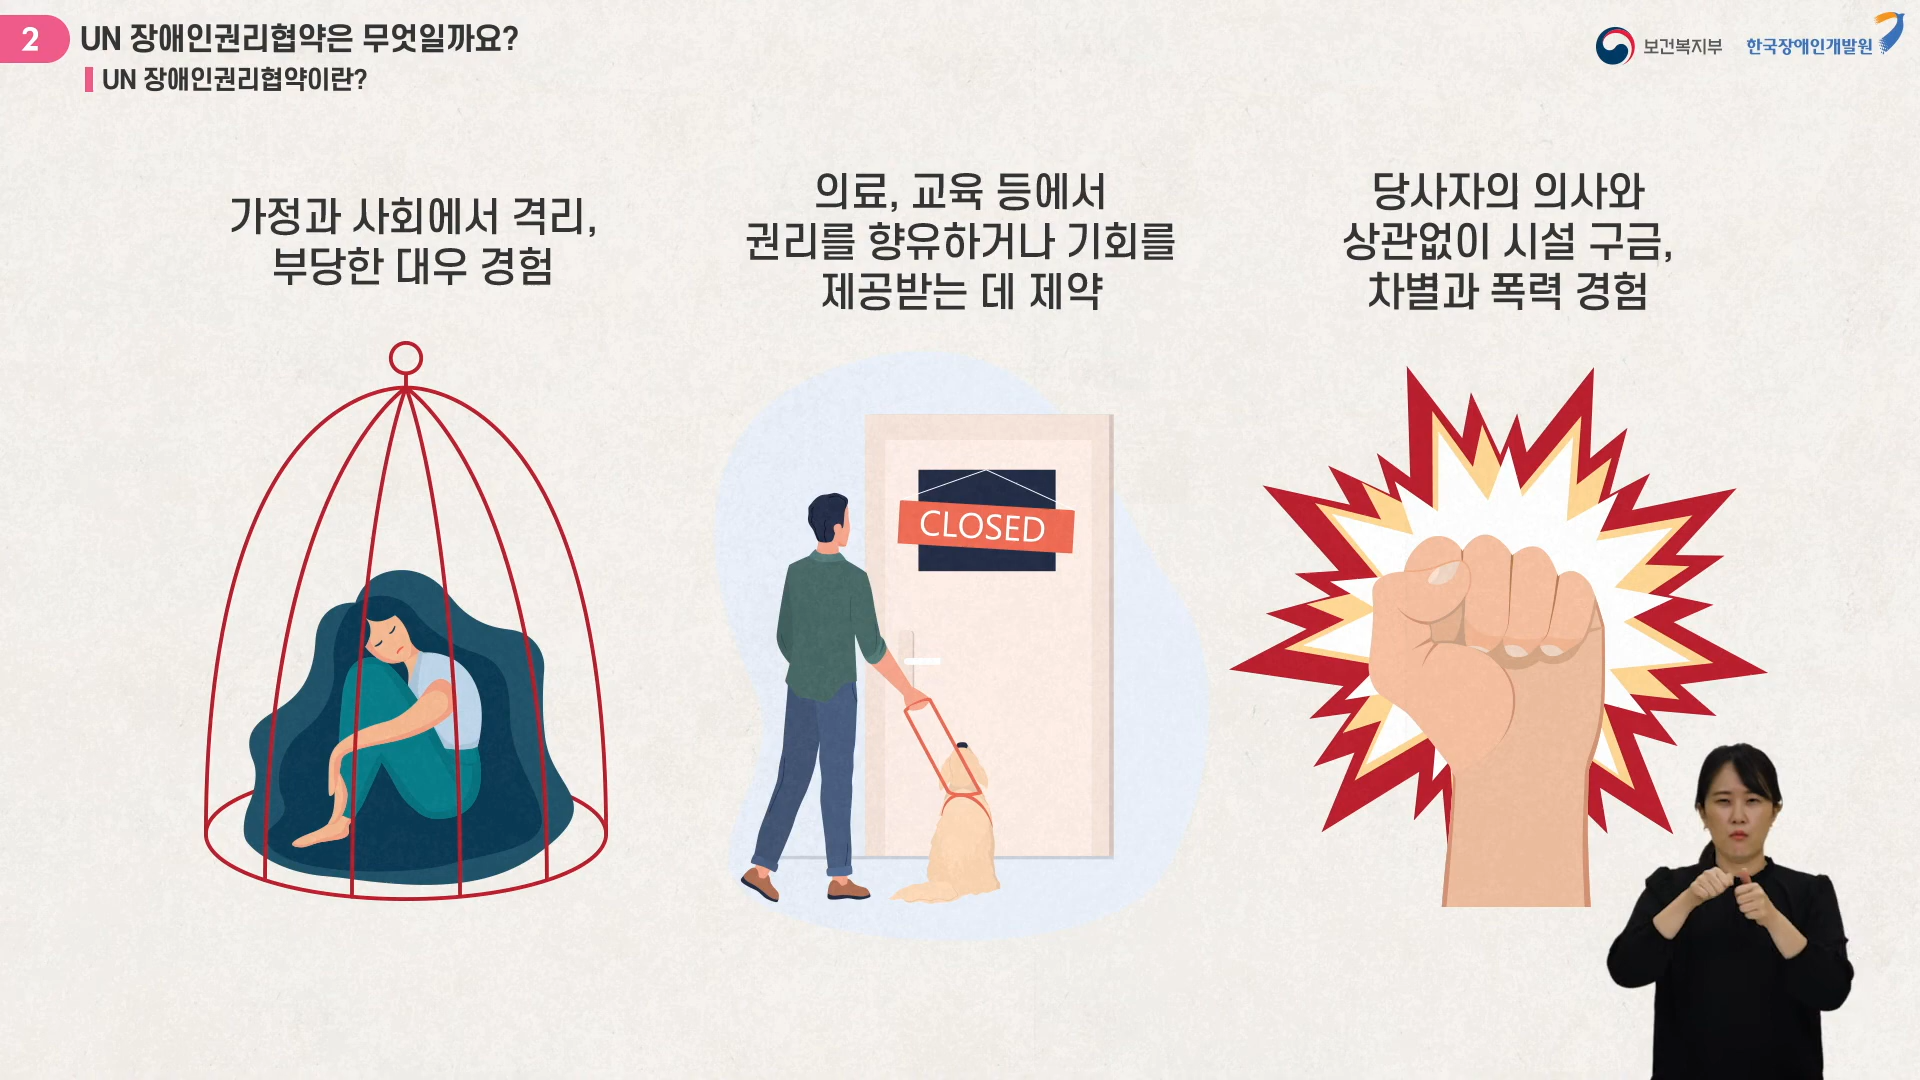 2
UN 장애인권리협약은 무엇일까요?
UN 장애인권리협약이란?
보건복지부
한국장애인개발원
가정과 사회에서 격리,
부당한 대우 경험
의료, 교육 등에서
권리를 향유하거나 기회를
제공받는 데 제약
당사자의 의사와
상관없이 시설 구금,
차별과 폭력 경험
CLOSED